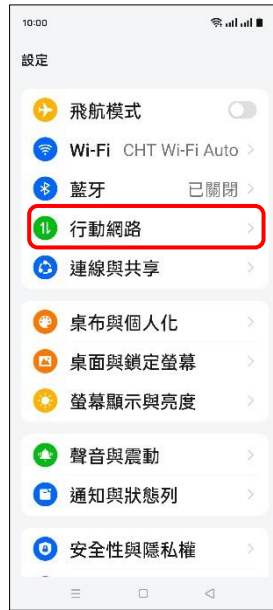 10:00
設定
飛航模式
Wi-Fi CHT Wi-Fi Auto
藍牙 已關閉
行動網路
連線與共享
桌布與個人化
桌面與鎖定螢幕
螢幕顯示與亮度
聲音與震動
通知與狀態列
安全性與隱私權